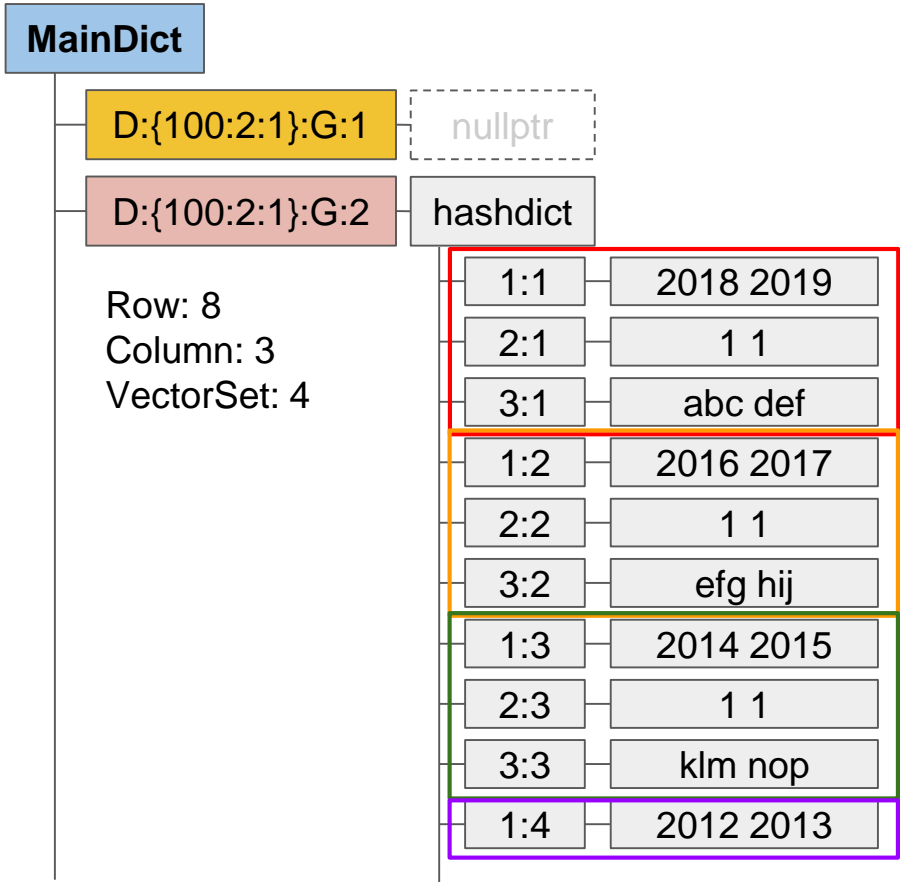 MainDict
D:{100:2:1}:G:1 nullptr
D:{100:2:1}:G:2 hashdict
Row: 8
Column: 3
VectorSet: 4
1:1 2018 2019
2:1 1 1
3:1 abc def
1:2 2016 2017
2:2 1 1
3:2 efg hij
1:3 2014 2015
2:3 1 1
3:3 klm nop
1:4 2012 2013